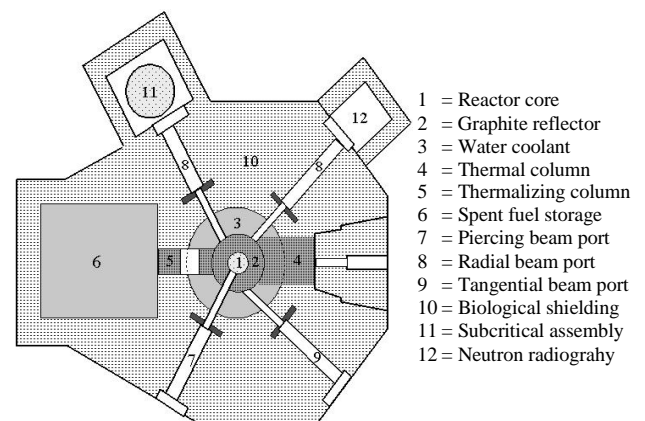 11
12
10
8
8
3
6
5
1
2
4
7
9
1 = Reactor core
2 = Graphite reflector
3 = Water coolant
4 = Thermal column
5 = Thermalizing column
6 = Spent fuel storage
7 = Piercing beam port
8 = Radial beam port
9 = Tangential beam port
10 = Biological shielding
11 = Subcritical assembly
12 = Neutron radiograhy